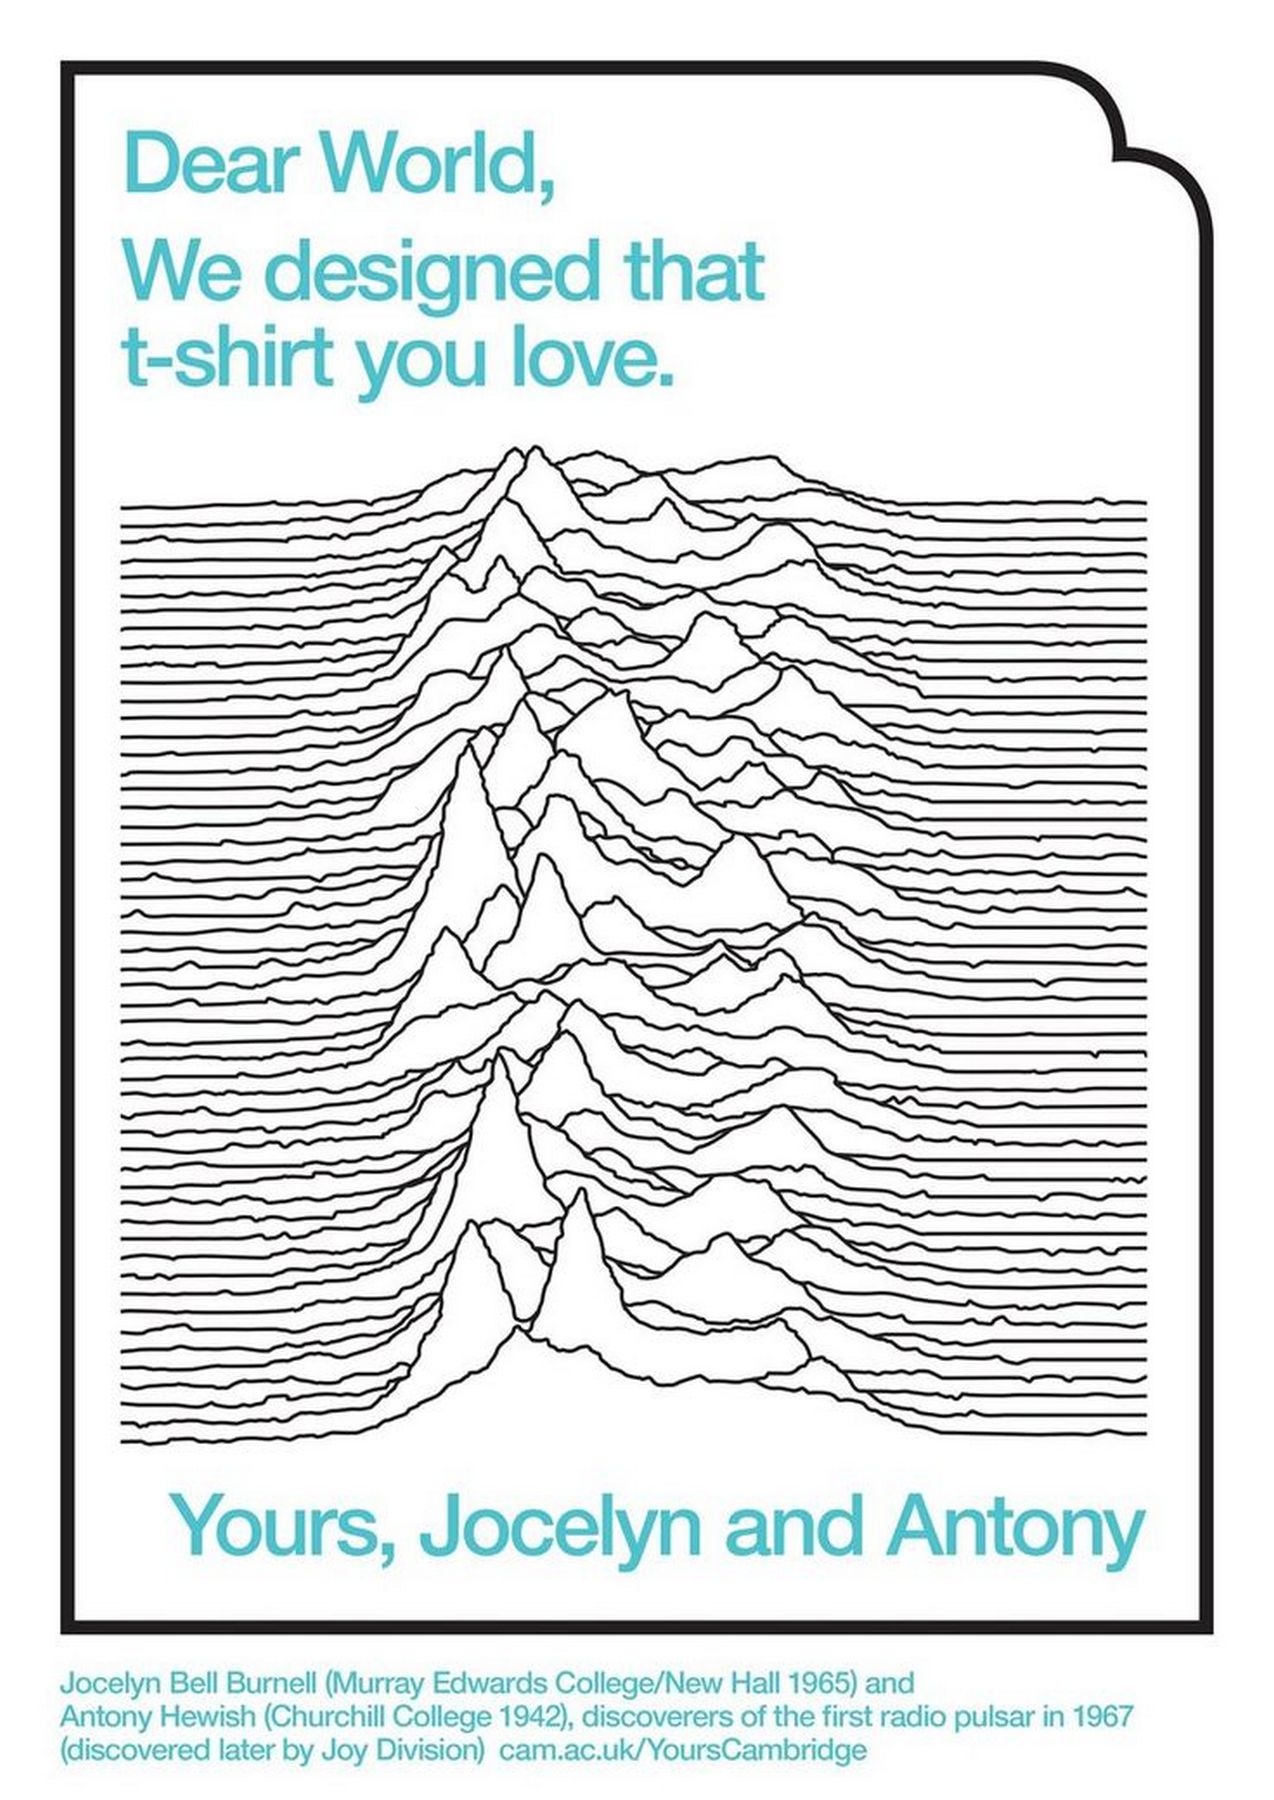 Dear World,
We designed that
t-shirt you love.
Yours, Jocelyn and Antony
Jocelyn Bell Burnell (Murray Edwards College/New Hall 1965) and
Antony Hewish (Churchill College 1942), discoverers of the first radio pulsar in 1967
(discovered later by Joy Division) cam.ac.uk/YoursCambridge